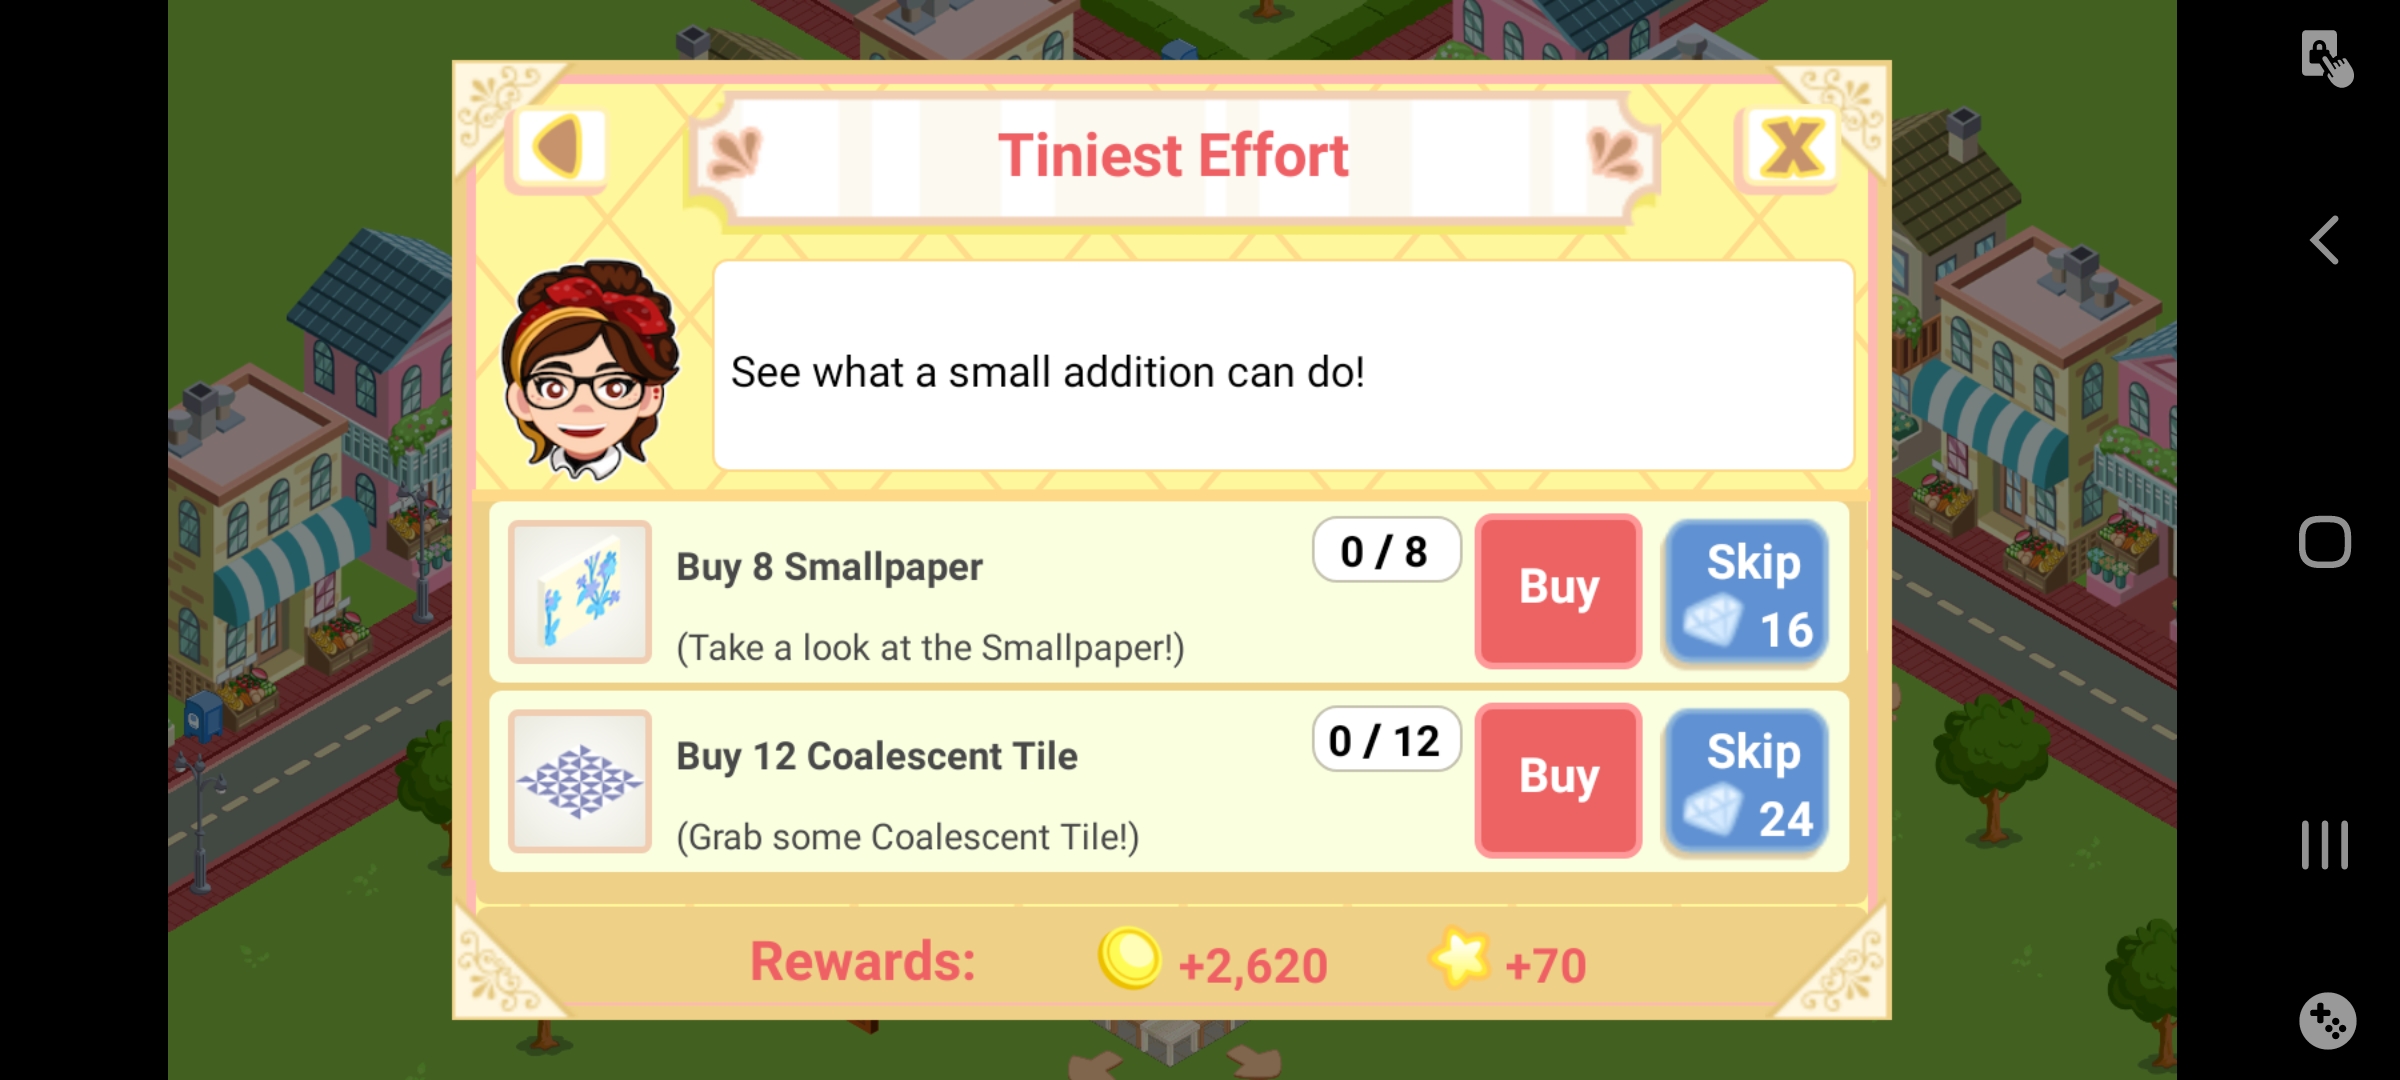 Tiniest Effort
See what a small addition can do!
Buy 8 Smallpaper
0 / 8
Buy
Skip
16
(Take a look at the Smallpaper!)
Buy 12 Coalescent Tile
0 / 12
Buy
Skip
24
(Grab some Coalescent Tile!)
Rewards: +2,620 +70